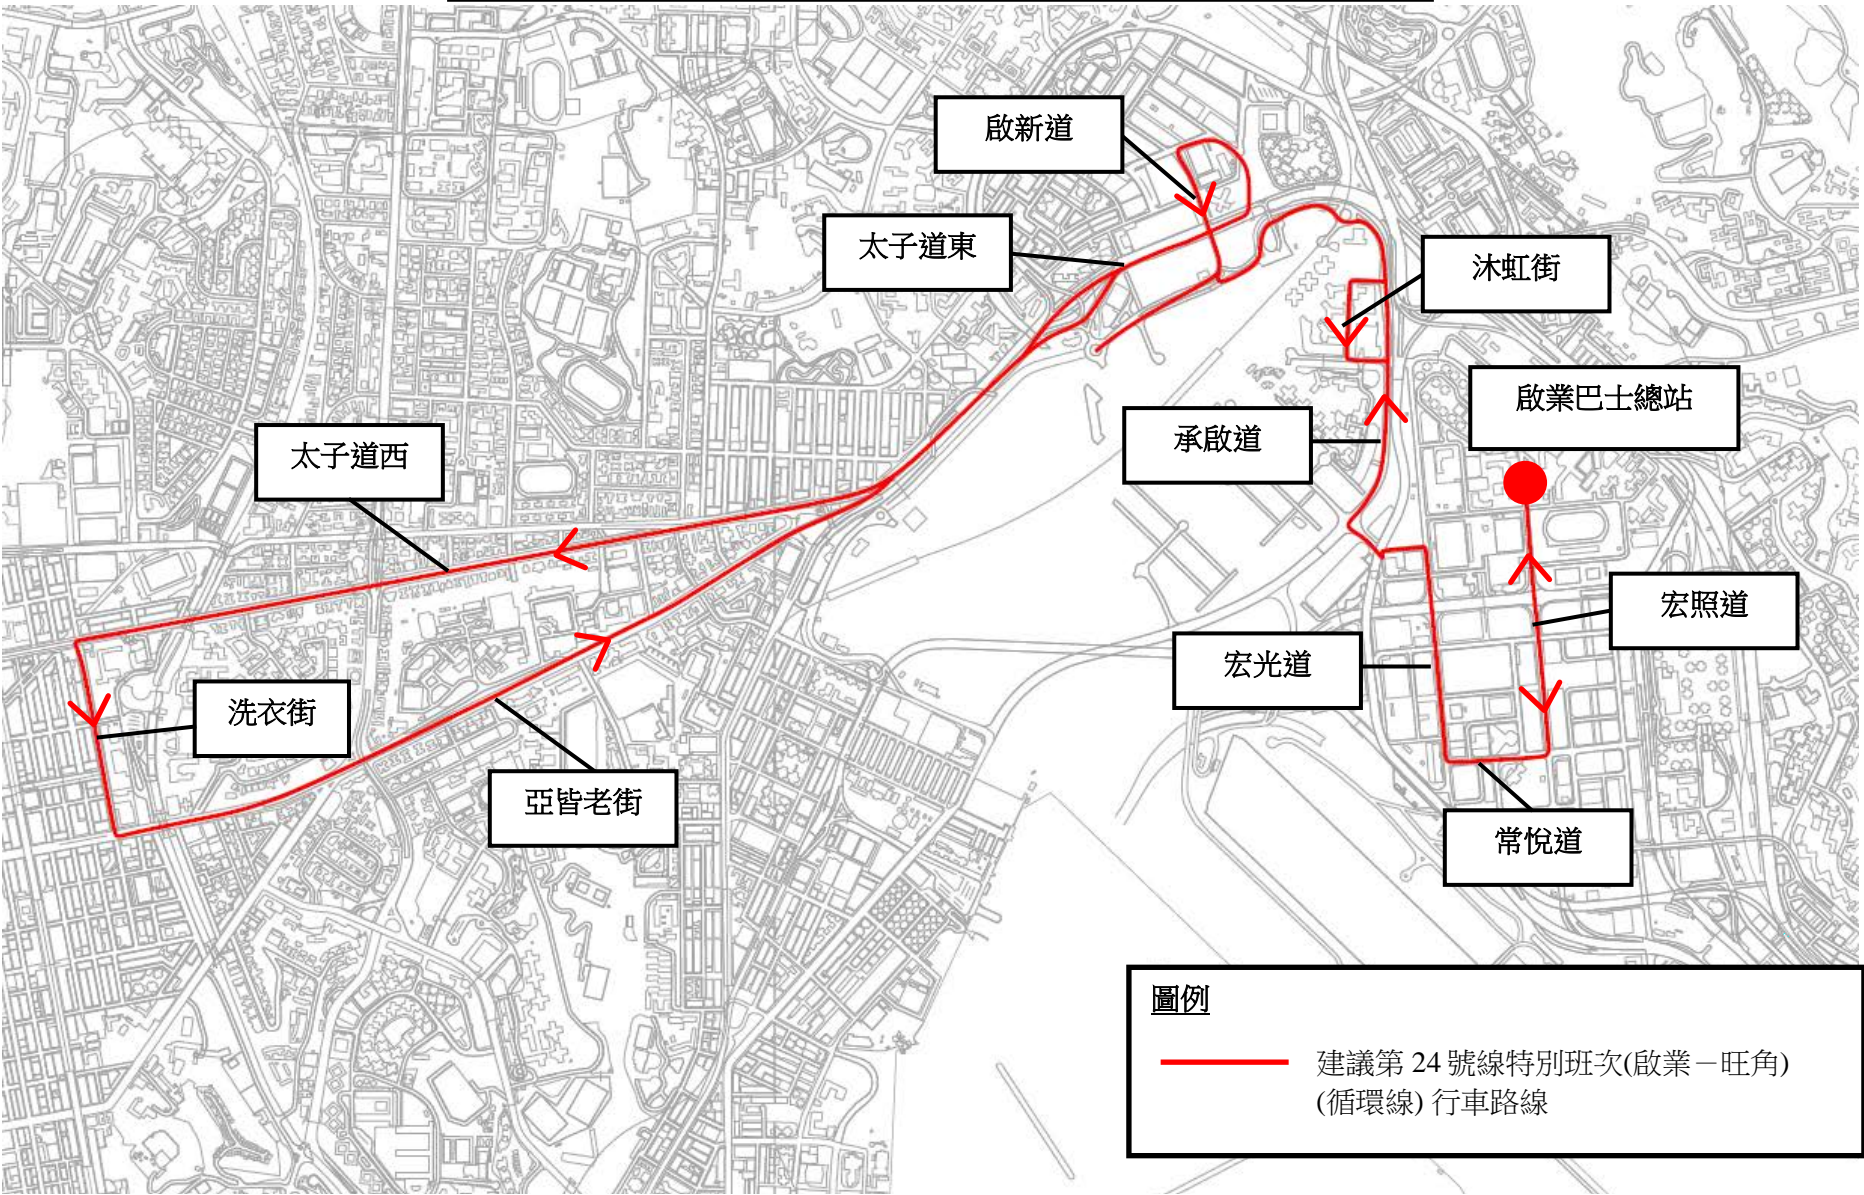 啟新道
太子道東
沐虹街
啟業巴士總站
承啟道
太子道西
宏照道
宏光道
洗衣街
亞皆老街
常悅道
圖例
建議第 24 號線特別班次(啟業－旺角)
(循環線) 行車路線